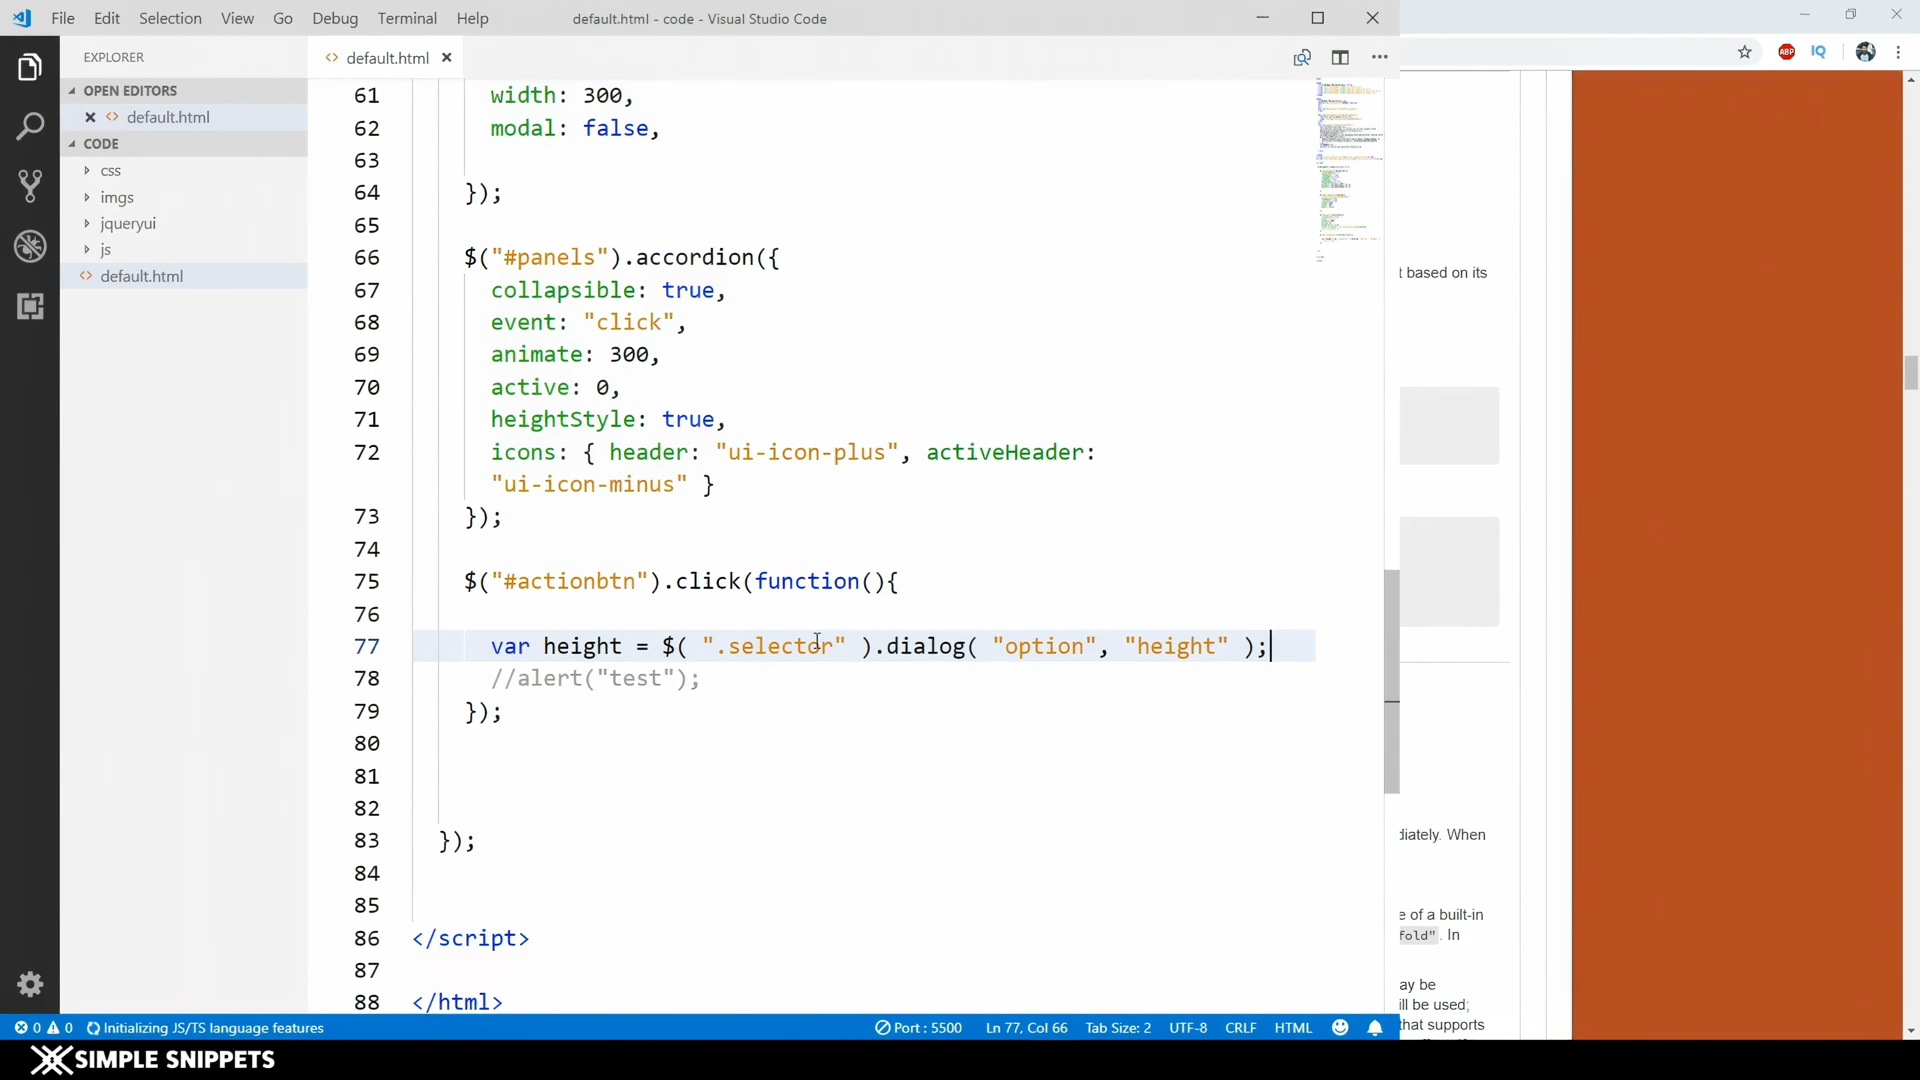 File Edit Selection View Go Debug Terminal Help
default.html - code - Visual Studio Code
EXPLORER
OPEN EDITORS
default.html
CODE
css
imgs
jqueryui
js
default.html
default.html
61 width: 300,
62 modal: false,
63
64 });
65
66 $("#panels").accordion({
67 collapsible: true,
68 event: "click",
69 animate: 300,
70 active: 0,
71 heightStyle: true,
72 icons: { header: "ui-icon-plus", activeHeader:
"ui-icon-minus" }
73 });
74
75 $("#actionbtn").click(function(){
76
77 var height = $( ".selector" ).dialog( "option", "height" );
78 //alert("test");
79 });
80
81
82
83 });
84
85
86 </script>
87
88 </html>
ABP
IQ
t based on its
diately. When
e of a built-in
fold". In
ay be
ill be used;
that supports
0 0 Initializing JS/TS language features
Port : 5500 Ln 77, Col 66 Tab Size: 2 UTF-8 CRLF HTML
SIMPLE SNIPPETS